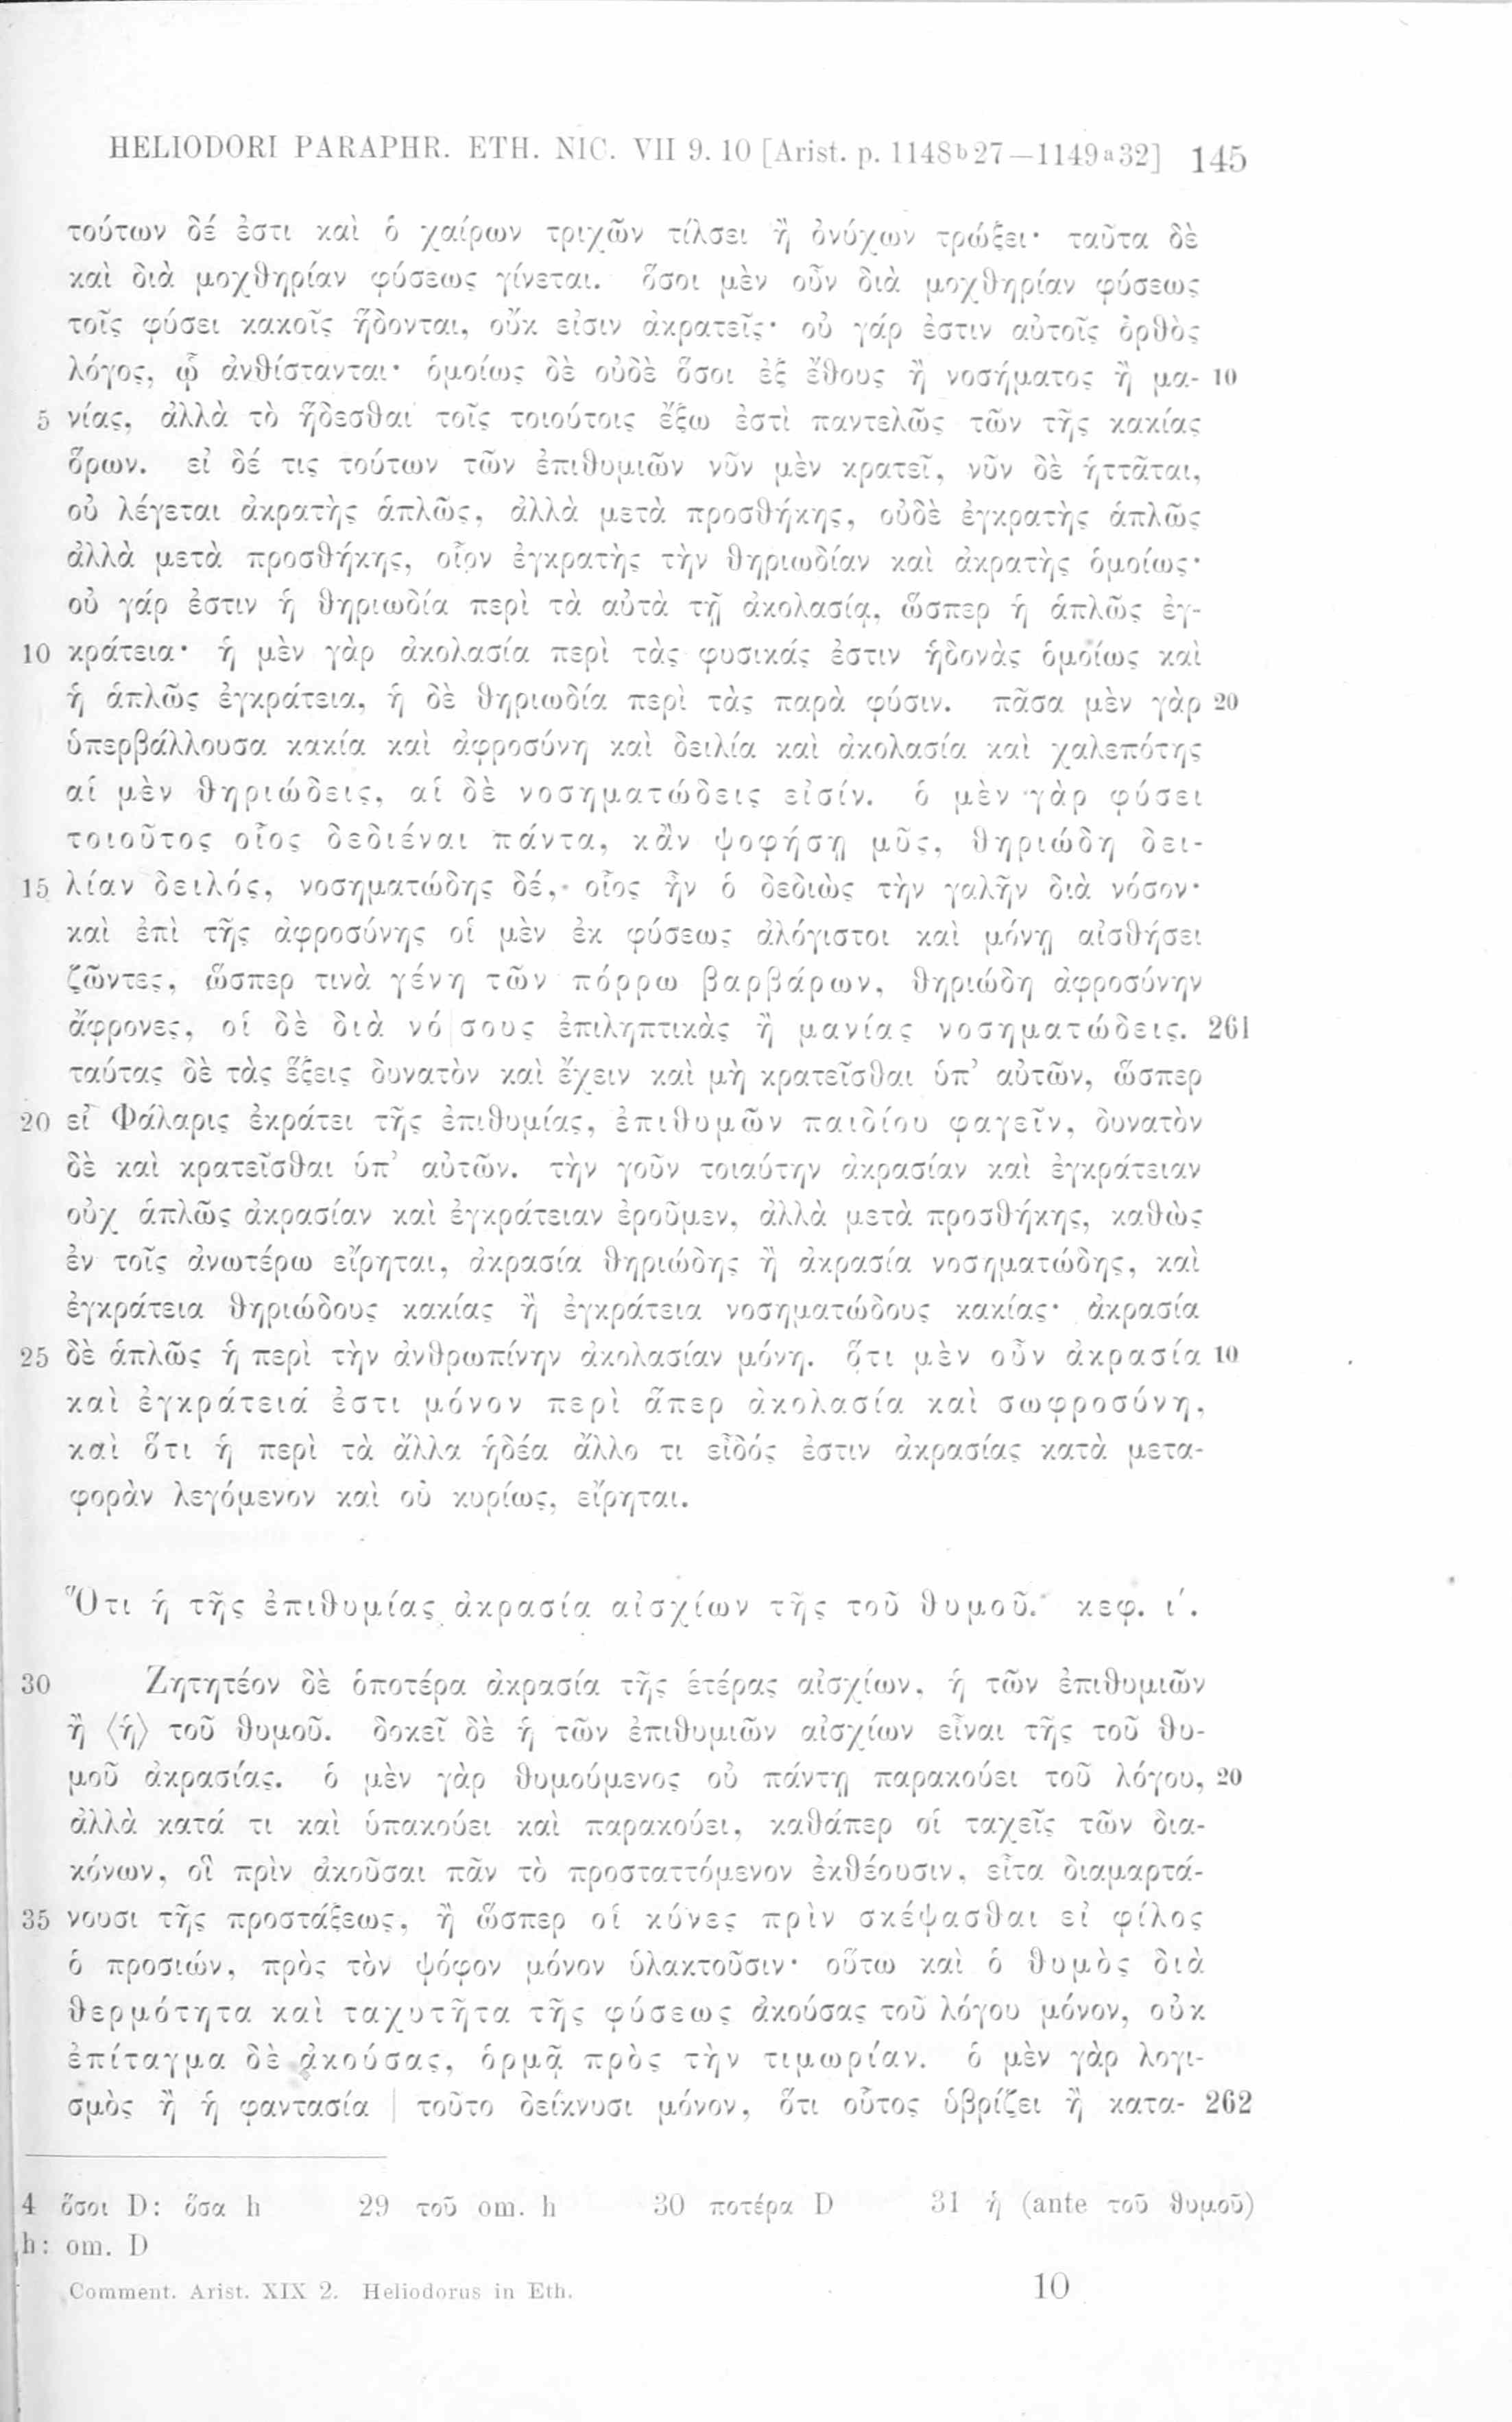 HELIODORI PARAPHR. ETH. NIC. VII 9. 10 [Arist. p. 1148b27—1149a32] 145
τούτων δέ ἐστι καὶ ὁ χαίρων τριχῶν τίλσει ἢ ὀνύχων τρώξει· ταῦτα δὲ
καὶ διὰ μοχθηρίαν φύσεως γίνεται. ὅσοι μὲν οὖν διὰ μοχθηρίαν φύσεως
τοῖς φύσει κακοῖς ἥδονται, οὔκ εἰσιν ἀκρατεῖς· οὐ γάρ ἐστιν αὐτοῖς ὀρθὸς
λόγος, ᾧ ἀνθίστανται· ὁμοίως δὲ οὐδὲ ὅσοι ἐξ ἔθους ἢ νοσήματος ἢ μα- 10
5 νίας, ἀλλὰ τὸ ἥδεσθαι τοῖς τοιούτοις ἔξω ἐστὶ παντελῶς τῶν τῆς κακίας
ὅρων. εἰ δέ τις τούτων τῶν ἐπιθυμιῶν νῦν μὲν κρατεῖ, νῦν δὲ ἡττᾶται,
οὐ λέγεται ἀκρατὴς ἁπλῶς, ἀλλὰ μετὰ προσθήκης, οὐδὲ ἐγκρατὴς ἁπλῶς
ἀλλὰ μετὰ προσθήκης, οἷον ἐγκρατὴς τὴν θηριωδίαν καὶ ἀκρατὴς ὁμοίως·
οὐ γάρ ἐστιν ἡ θηριωδία περὶ τὰ αὐτὰ τῇ ἀκολασίᾳ, ὥσπερ ἡ ἁπλῶς ἐγ-
10 κράτεια· ἡ μὲν γὰρ ἀκολασία περὶ τὰς φυσικάς ἐστιν ἡδονὰς ὁμοίως καὶ
ἡ ἁπλῶς ἐγκράτεια, ἡ δὲ θηριωδία περὶ τὰς παρὰ φύσιν. πᾶσα μὲν γὰρ 20
ὑπερβάλλουσα κακία καὶ ἀφροσύνη καὶ δειλία καὶ ἀκολασία καὶ χαλεπότης
αἱ μὲν θηριώδεις, αἱ δὲ νοσηματώδεις εἰσίν. ὁ μὲν γὰρ φύσει
τοιοῦτος οἷος δεδιέναι πάντα, κἂν ψοφήσῃ μῦς, θηριώδη δει-
15 λίαν δειλός, νοσηματώδης δέ, οἷος ἦν ὁ δεδιὼς τὴν γαλῆν διὰ νόσον·
καὶ ἐπὶ τῆς ἀφροσύνης οἱ μὲν ἐκ φύσεως ἀλόγιστοι καὶ μόνῃ αἰσθήσει
ζῶντες, ὥσπερ τινὰ γένη τῶν πόρρω βαρβάρων, θηριώδη ἀφροσύνην
ἄφρονες, οἱ δὲ διὰ νό|σους ἐπιληπτικὰς ἢ μανίας νοσηματώδεις. 261
ταύτας δὲ τὰς ἕξεις δυνατὸν καὶ ἔχειν καὶ μὴ κρατεῖσθαι ὑπ’ αὐτῶν, ὥσπερ
20 εἰ Φάλαρις ἐκράτει τῆς ἐπιθυμίας, ἐπιθυμῶν παιδίου φαγεῖν, δυνατὸν
δὲ καὶ κρατεῖσθαι ὑπ’ αὐτῶν. τὴν γοῦν τοιαύτην ἀκρασίαν καὶ ἐγκράτειαν
οὐχ ἁπλῶς ἀκρασίαν καὶ ἐγκράτειαν ἐροῦμεν, ἀλλὰ μετὰ προσθήκης, καθὼς
ἐν τοῖς ἀνωτέρω εἴρηται, ἀκρασία θηριώδης ἢ ἀκρασία νοσηματώδης, καὶ
ἐγκράτεια θηριώδους κακίας ἢ ἐγκράτεια νοσηματώδους κακίας· ἀκρασία
25 δὲ ἁπλῶς ἡ περὶ τὴν ἀνθρωπίνην ἀκολασίαν μόνη. ὅτι μὲν οὖν ἀκρασία 10
καὶ ἐγκράτειά ἐστι μόνον περὶ ἅπερ ἀκολασία καὶ σωφροσύνη,
καὶ ὅτι ἡ περὶ τὰ ἄλλα ἡδέα ἄλλο τι εἶδός ἐστιν ἀκρασίας κατὰ μετα-
φορὰν λεγόμενον καὶ οὐ κυρίως, εἴρηται.
Ὅτι ἡ τῆς ἐπιθυμίας ἀκρασία αἰσχίων τῆς τοῦ θυμοῦ. κεφ. ι΄.
30 Ζητητέον δὲ ὁποτέρα ἀκρασία τῆς ἑτέρας αἰσχίων, ἡ τῶν ἐπιθυμιῶν
ἢ ⟨ἡ⟩ τοῦ θυμοῦ. δοκεῖ δὲ ἡ τῶν ἐπιθυμιῶν αἰσχίων εἶναι τῆς τοῦ θυ-
μοῦ ἀκρασίας. ὁ μὲν γὰρ θυμούμενος οὐ πάντῃ παρακούει τοῦ λόγου, 20
ἀλλὰ κατά τι καὶ ὑπακούει καὶ παρακούει, καθάπερ οἱ ταχεῖς τῶν δια-
κόνων, οἳ πρὶν ἀκοῦσαι πᾶν τὸ προσταττόμενον ἐκθέουσιν, εἶτα διαμαρτά-
35 νουσι τῆς προστάξεως, ἢ ὥσπερ οἱ κύνες πρὶν σκέψασθαι εἰ φίλος
ὁ προσιών, πρὸς τὸν ψόφον μόνον ὑλακτοῦσιν· οὕτω καὶ ὁ θυμὸς διὰ
θερμότητα καὶ ταχυτῆτα τῆς φύσεως ἀκούσας τοῦ λόγου μόνον, οὐκ
ἐπίταγμα δὲ ἀκούσας, ὁρμᾷ πρὸς τὴν τιμωρίαν. ὁ μὲν γὰρ λογι-
σμὸς ἢ ἡ φαντασία | τοῦτο δείκνυσι μόνον, ὅτι οὗτος ὑβρίζει ἢ κατα- 262
4 ὅσοι D: ὅσα h 29 τοῦ om. h 30 ποτέρα D 31 ἡ (ante τοῦ θυμοῦ)
h: om. D
Comment. Arist. XIX 2. Heliodorus in Eth. 10